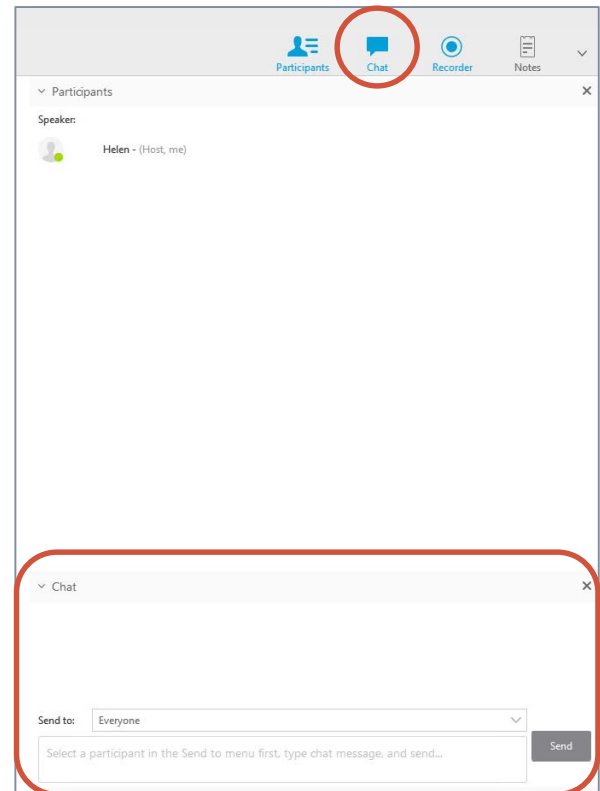 Participants Chat Recorder Notes
Participants
Speaker:
Helen - (Host, me)
Chat
Send to: Everyone
Select a participant in the Send to menu first, type chat message, and send...
Send